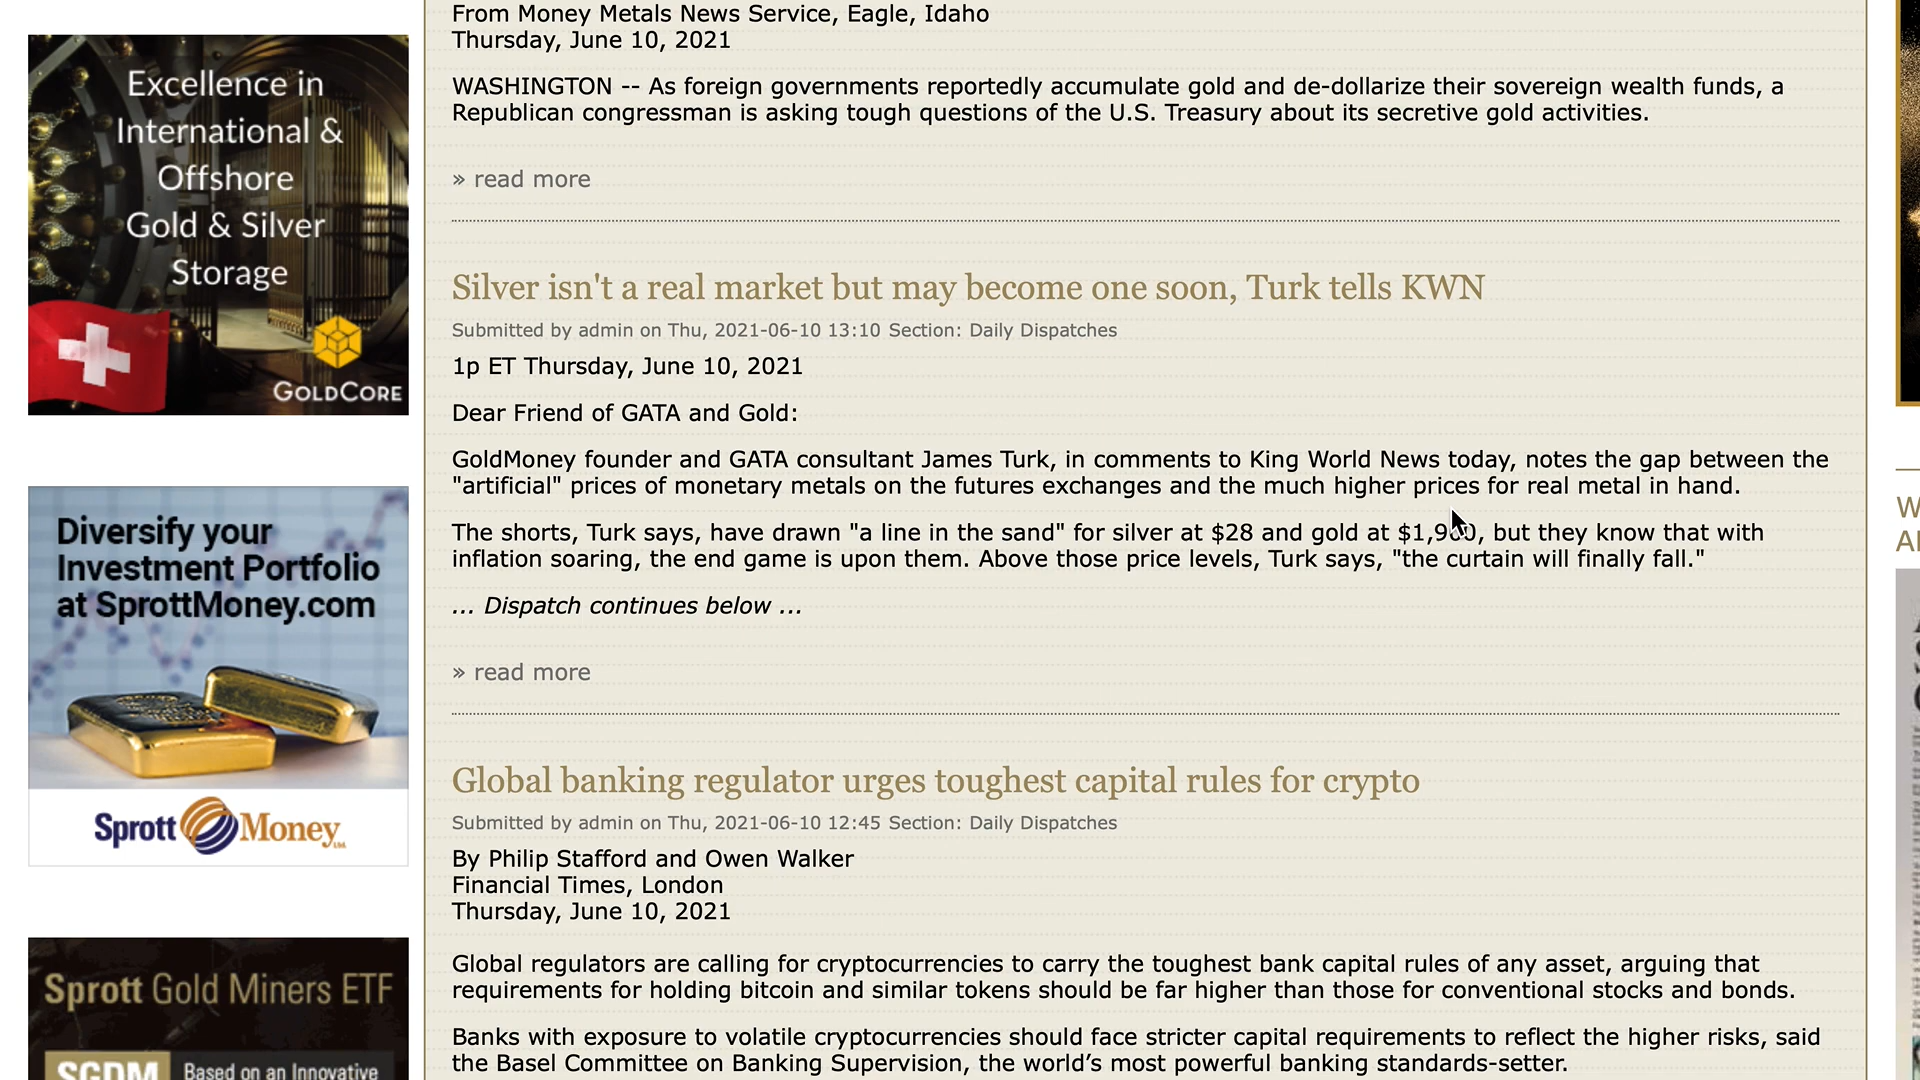 From Money Metals News Service, Eagle, Idaho
Thursday, June 10, 2021
WASHINGTON -- As foreign governments reportedly accumulate gold and de-dollarize their sovereign wealth funds, a
Republican congressman is asking tough questions of the U.S. Treasury about its secretive gold activities.
» read more
Silver isn't a real market but may become one soon, Turk tells KWN
Submitted by admin on Thu, 2021-06-10 13:10 Section: Daily Dispatches
1p ET Thursday, June 10, 2021
Dear Friend of GATA and Gold:
GoldMoney founder and GATA consultant James Turk, in comments to King World News today, notes the gap between the
"artificial" prices of monetary metals on the futures exchanges and the much higher prices for real metal in hand.
The shorts, Turk says, have drawn "a line in the sand" for silver at $28 and gold at but they know that with
inflation soaring, the end game is upon them. Above those price levels, Turk says, "the curtain will finally fall."
... Dispatch continues below ...
» read more
Global banking regulator urges toughest capital rules for crypto
Submitted by admin on Thu, 2021-06-10 12:45 Section: Daily Dispatches
By Philip Stafford and Owen Walker
Financial Times, London
Thursday, June 10, 2021
Global regulators are calling for cryptocurrencies to carry the toughest bank capital rules of any asset, arguing that
requirements for holding bitcoin and similar tokens should be far higher than those for conventional stocks and bonds.
Banks with exposure to volatile cryptocurrencies should face stricter capital requirements to reflect the higher risks, said
the Basel Committee on Banking Supervision, the world's most powerful banking standards-setter.
Excellence in
International &
Offshore
Gold & Silver
Storage
GOLDCORE
Diversify your
Investment Portfolio
at SprottMoney.com
Sprott Money Ltd.
Sprott Gold Miners ETF
SGDM
Based on an Innovative